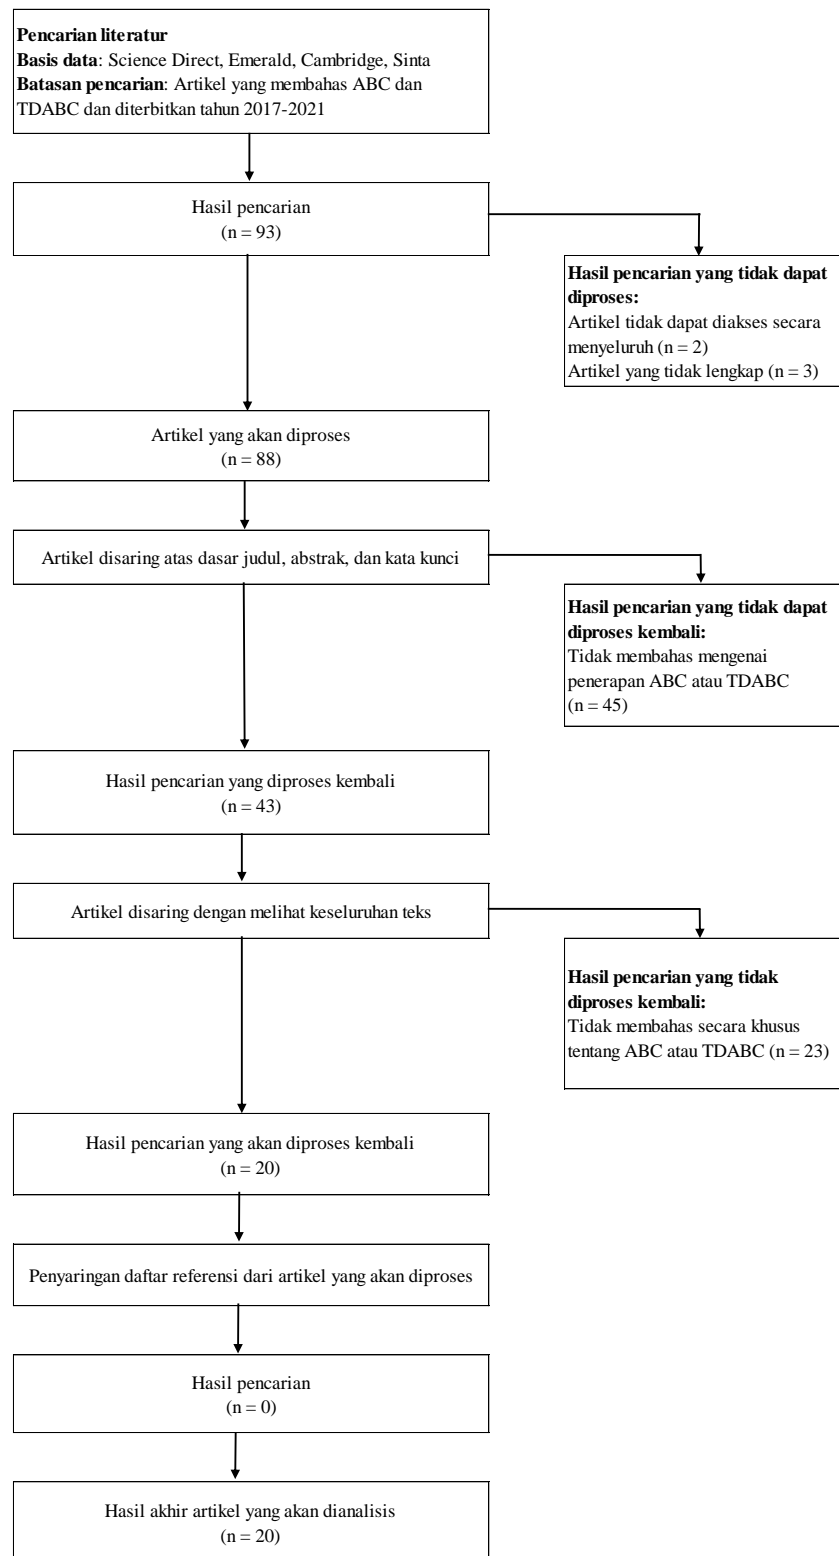 Pencarian literatur
Basis data: Science Direct, Emerald, Cambridge, Sinta
Batasan pencarian: Artikel yang membahas ABC dan
TDABC dan diterbitkan tahun 2017-2021
Hasil pencarian
(n = 93)
Hasil pencarian yang tidak dapat
diproses:
Artikel tidak dapat diakses secara
menyeluruh (n = 2)
Artikel yang tidak lengkap (n = 3)
Artikel yang akan diproses
(n = 88)
Artikel disaring atas dasar judul, abstrak, dan kata kunci
Hasil pencarian yang tidak dapat
diproses kembali:
Tidak membahas mengenai
penerapan ABC atau TDABC
(n = 45)
Hasil pencarian yang diproses kembali
(n = 43)
Artikel disaring dengan melihat keseluruhan teks
Hasil pencarian yang tidak
diproses kembali:
Tidak membahas secara khusus
tentang ABC atau TDABC (n = 23)
Hasil pencarian yang akan diproses kembali
(n = 20)
Penyaringan daftar referensi dari artikel yang akan diproses
Hasil pencarian
(n = 0)
Hasil akhir artikel yang akan dianalisis
(n = 20)